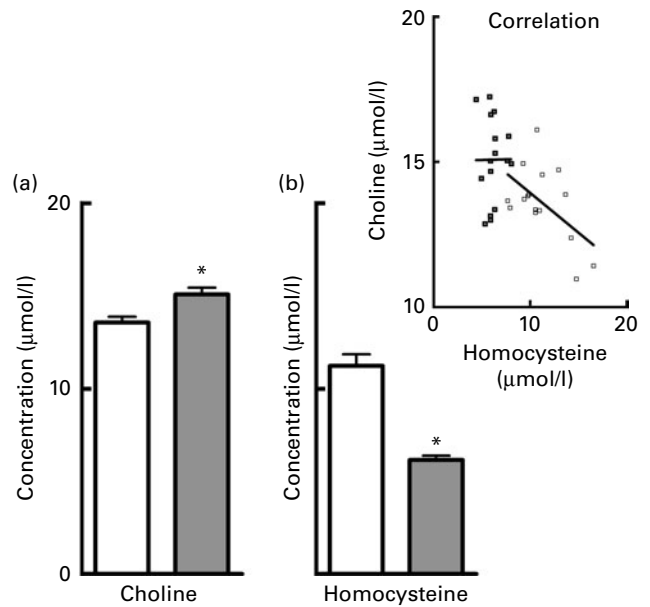 20
Correlation
Choline (μmol/l)
15
10
0
10
20
Homocysteine
(μmol/l)
(a)
20
Concentration (μmol/l)
*
10
0
Choline
(b)
Concentration (μmol/l)
*
Homocysteine